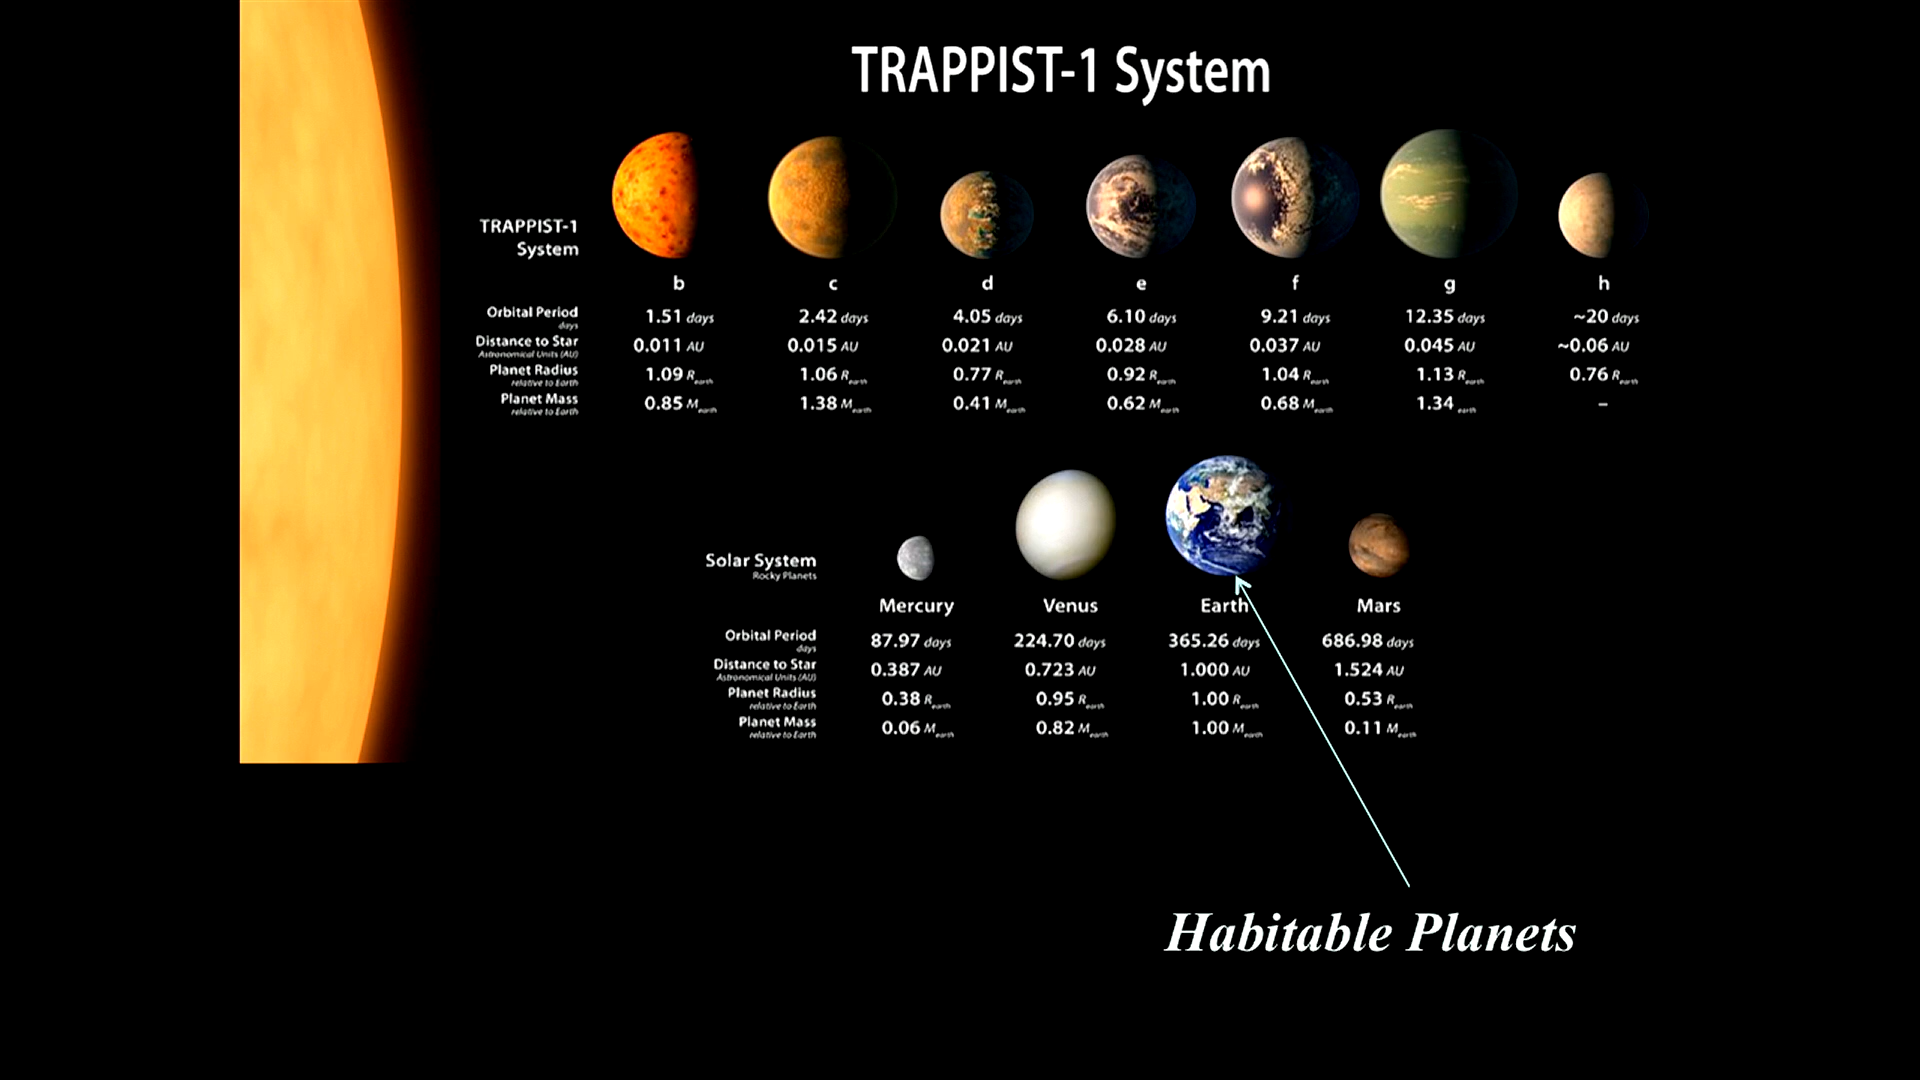 TRAPPIST-1 System
TRAPPIST-1
System
b c d e f g h
Orbital Period 1.51 days 2.42 days 4.05 days 6.10 days 9.21 days 12.35 days ~20 days
days
Distance to Star 0.011 AU 0.015 AU 0.021 AU 0.028 AU 0.037 AU 0.045 AU ~0.06 AU
Astronomical Units (AU)
Planet Radius 1.09 Rearth 1.06 Rearth 0.77 Rearth 0.92 Rearth 1.04 Rearth 1.13 Rearth 0.76 Rearth
relative to Earth
Planet Mass 0.85 Mearth 1.38 Mearth 0.41 Mearth 0.62 Mearth 0.68 Mearth 1.34 earth –
relative to Earth
Solar System
Rocky Planets
Mercury Venus Earth Mars
Orbital Period 87.97 days 224.70 days 365.26 days 686.98 days
days
Distance to Star 0.387 AU 0.723 AU 1.000 AU 1.524 AU
Astronomical Units (AU)
Planet Radius 0.38 Rearth 0.95 Rearth 1.00 Rearth 0.53 Rearth
relative to Earth
Planet Mass 0.06 Mearth 0.82 Mearth 1.00 Mearth 0.11 Mearth
relative to Earth
Habitable Planets